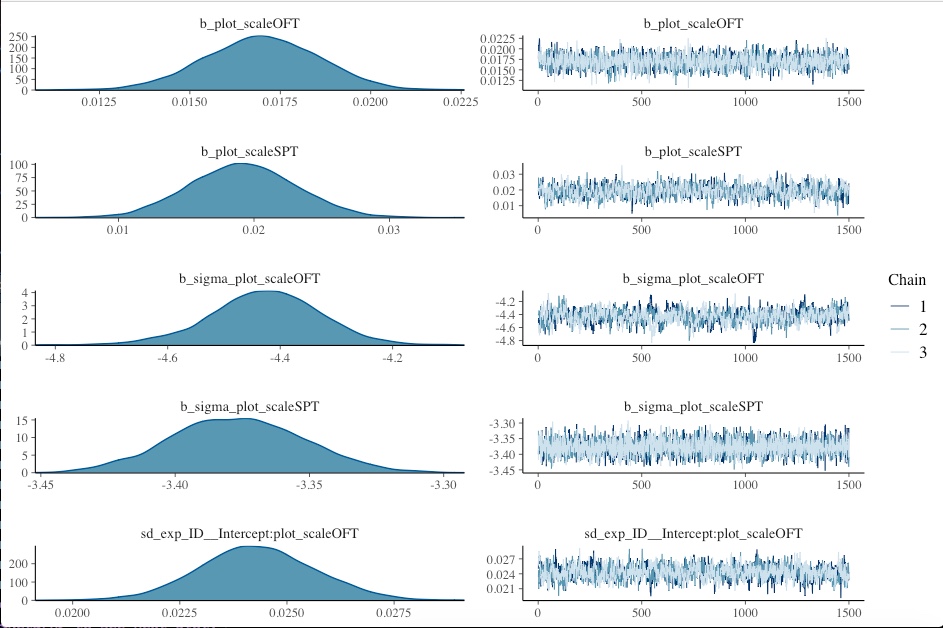 b_plot_scaleOFT
250
200
150
100
50
0
0.0125 0.0150 0.0175 0.0200 0.0225
b_plot_scaleOFT
0.0225
0.0200
0.0175
0.0150
0.0125
0 500 1000 1500
b_plot_scaleSPT
100
75
50
25
0
0.01 0.02 0.03
b_plot_scaleSPT
0.03
0.02
0.01
0 500 1000 1500
b_sigma_plot_scaleOFT
4
3
2
1
0
-4.8 -4.6 -4.4 -4.2
b_sigma_plot_scaleOFT
-4.2
-4.4
-4.6
-4.8
0 500 1000 1500
Chain
1
2
3
b_sigma_plot_scaleSPT
15
10
5
0
-3.45 -3.40 -3.35 -3.30
b_sigma_plot_scaleSPT
-3.30
-3.35
-3.40
-3.45
0 500 1000 1500
sd_exp_ID__Intercept:plot_scaleOFT
200
100
0
0.0200 0.0225 0.0250 0.0275
sd_exp_ID__Intercept:plot_scaleOFT
0.027
0.024
0.021
0 500 1000 1500